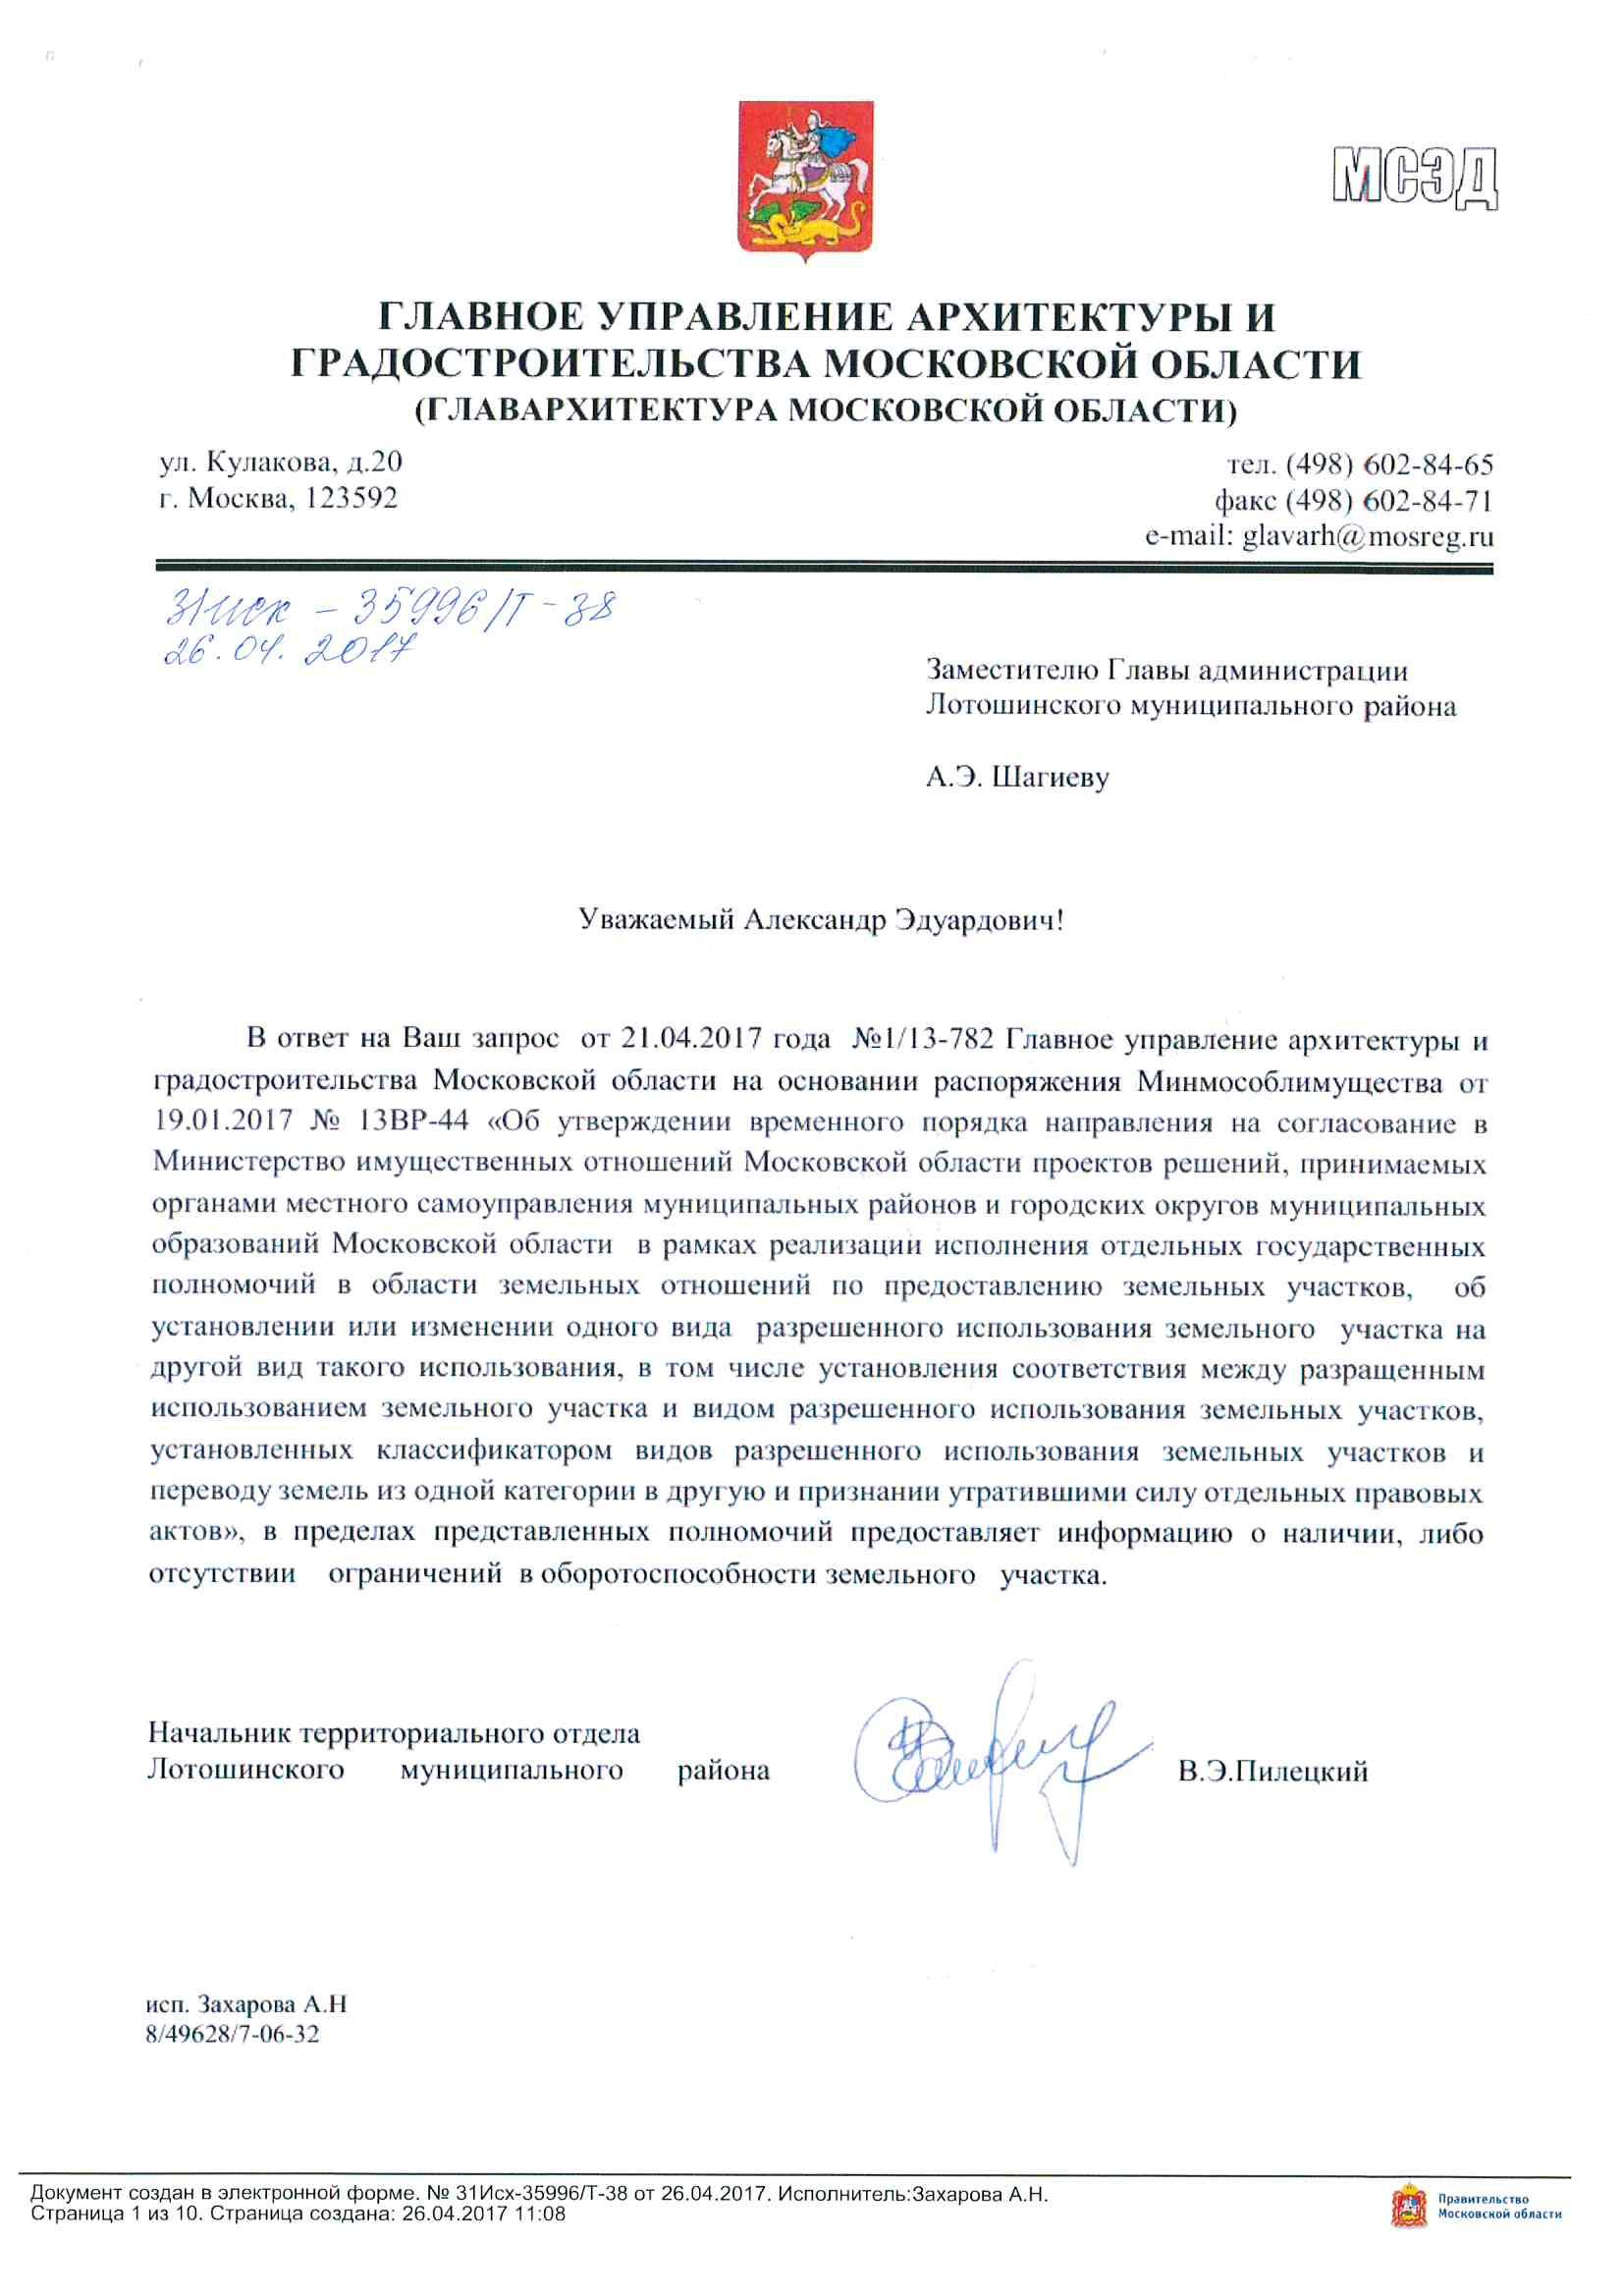 МСЭД
ГЛАВНОЕ УПРАВЛЕНИЕ АРХИТЕКТУРЫ И
ГРАДОСТРОИТЕЛЬСТВА МОСКОВСКОЙ ОБЛАСТИ
(ГЛАВАРХИТЕКТУРА МОСКОВСКОЙ ОБЛАСТИ)
ул. Кулакова, д.20
г. Москва, 123592
тел. (498) 602-84-65
факс (498) 602-84-71
e-mail: glavarh@mosreg.ru
31исх - 35996/Т-38
26.04.2017
Заместителю Главы администрации
Лотошинского муниципального района
А.Э. Шагиеву
Уважаемый Александр Эдуардович!
В ответ на Ваш запрос от 21.04.2017 года №1/13-782 Главное управление архитектуры и
градостроительства Московской области на основании распоряжения Минмособлимущества от
19.01.2017 № 13ВР-44 «Об утверждении временного порядка направления на согласование в
Министерство имущественных отношений Московской области проектов решений, принимаемых
органами местного самоуправления муниципальных районов и городских округов муниципальных
образований Московской области в рамках реализации исполнения отдельных государственных
полномочий в области земельных отношений по предоставлению земельных участков, об
установлении или изменении одного вида разрешенного использования земельного участка на
другой вид такого использования, в том числе установления соответствия между разращенным
использованием земельного участка и видом разрешенного использования земельных участков,
установленных классификатором видов разрешенного использования земельных участков и
переводу земель из одной категории в другую и признании утратившими силу отдельных правовых
актов», в пределах представленных полномочий предоставляет информацию о наличии, либо
отсутствии ограничений в оборотоспособности земельного участка.
Начальник территориального отдела
Лотошинского муниципального района В.Э.Пилецкий
исп. Захарова А.Н
8/49628/7-06-32
Документ создан в электронной форме. № 31Исх-35996/Т-38 от 26.04.2017. Исполнитель:Захарова А.Н.
Страница 1 из 10. Страница создана: 26.04.2017 11:08
Правительство
Московской области